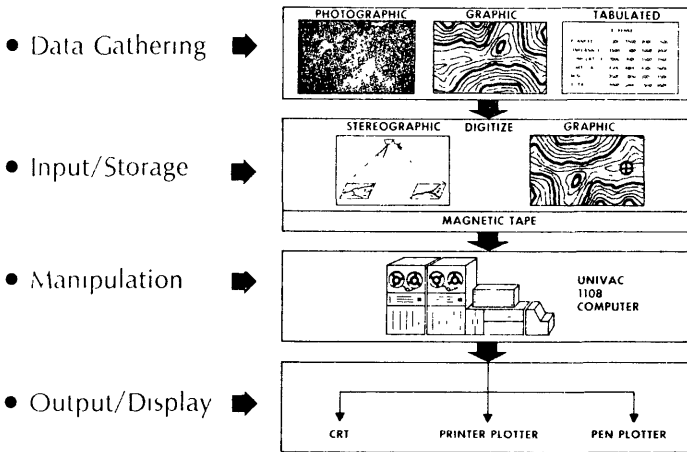 PHOTOGRAPHIC GRAPHIC TABULATED
• Data Gathering
STEREOGRAPHIC DIGITIZE GRAPHIC
• Input/Storage
MAGNETIC TAPE
• Manipulation
UNIVAC
1108
COMPUTER
• Output/Display
CRT PRINTER PLOTTER PEN PLOTTER